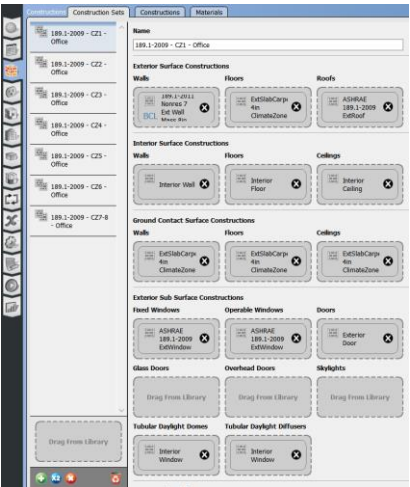 Constructions
Construction Sets
Constructions
Materials
189.1-2009 - CZ1 -
Office
189.1-2009 - CZ2 -
Office
189.1-2009 - CZ3 -
Office
189.1-2009 - CZ4 -
Office
189.1-2009 - CZ5 -
Office
189.1-2009 - CZ6 -
Office
189.1-2009 - CZ7-8
- Office
Drag From Library
Name
189.1-2009 - CZ1 - Office
Exterior Surface Constructions
Walls Floors Roofs
189.1-2011
Nonres 7
Ext Wall
BCL
ExtSlabCarpe
4in
ClimateZone
ASHRAE
189.1-2009
ExtRoof
Interior Surface Constructions
Walls Floors Ceilings
Interior Wall
Interior
Floor
Interior
Ceiling
Ground Contact Surface Constructions
Walls Floors Ceilings
ExtSlabCarpe
4in
ClimateZone
ExtSlabCarpe
4in
ClimateZone
ExtSlabCarpe
4in
ClimateZone
Exterior Sub Surface Constructions
Fixed Windows Operable Windows Doors
ASHRAE
189.1-2009
ExtWindow
ASHRAE
189.1-2009
ExtWindow
Exterior
Door
Glass Doors Overhead Doors Skylights
Drag From Library
Drag From Library
Drag From Library
Tubular Daylight Domes Tubular Daylight Diffusers
Interior
Window
Interior
Window